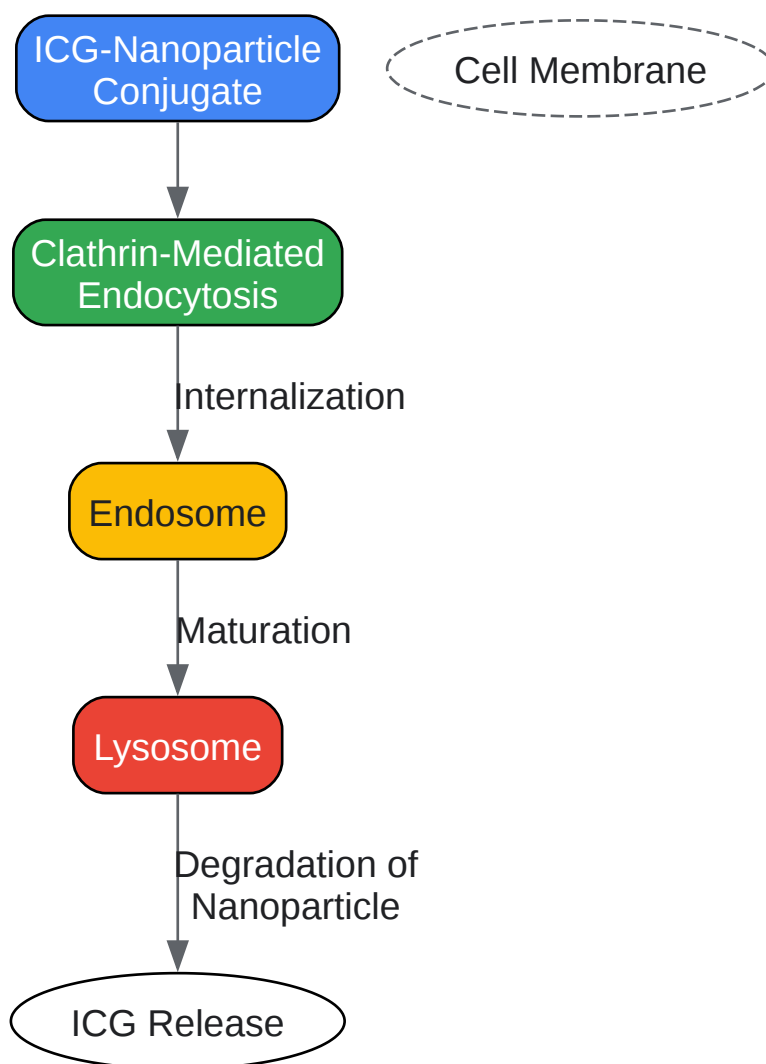 ICG-Nanoparticle
Conjugate
Cell Membrane
Clathrin-Mediated
Endocytosis
Internalization
Endosome
Maturation
Lysosome
Degradation of
Nanoparticle
ICG Release